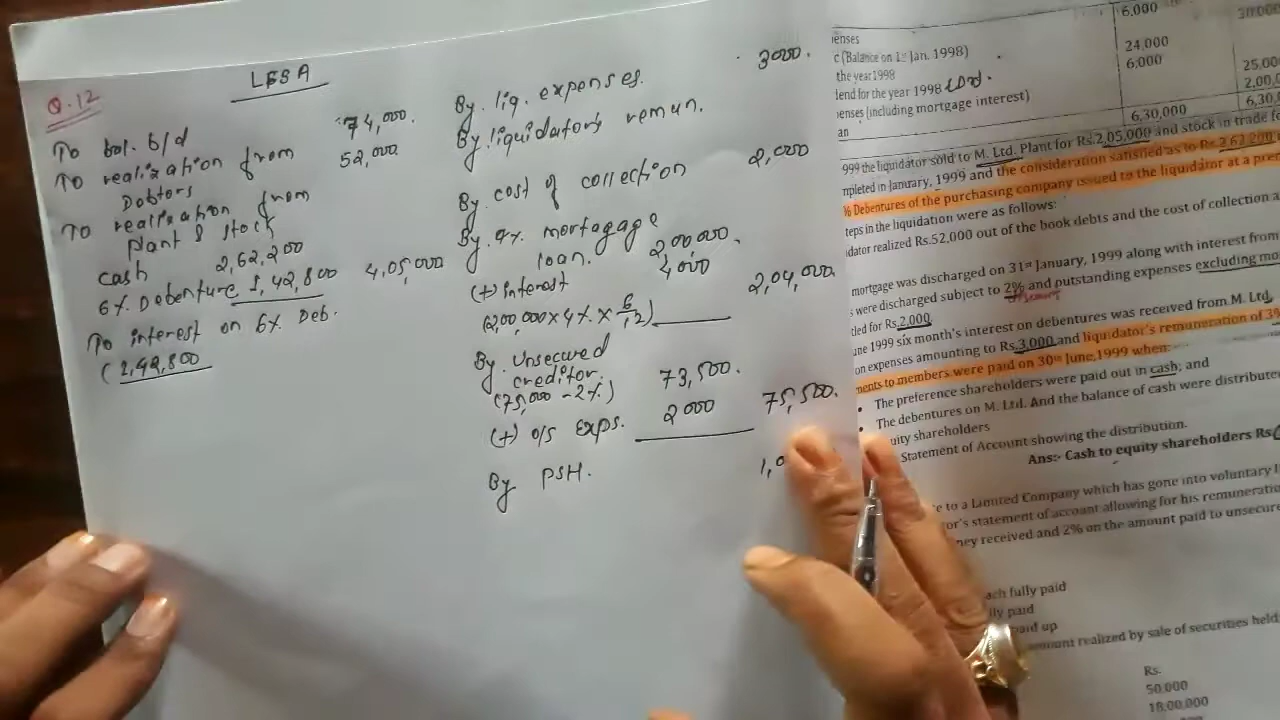 Q.12
LFSA
To bal. b/d 74,000.
To realization from Debtors 52,000.
To realisation from plant & stock
cash 2,62,200
6% Debenture 1,42,800 4,05,000
To interest on 6% Deb.
(1,42,800
By. liq. expenses. 3000.
By liquidator's remun.
By cost of collection 2,000
By 4%. mortagage loan. 2,00,000.
(+) interest 4,000 2,04,000.
(2,00,000 x 4% x 6/12)
By Unsecured creditor.
(75,000 - 2%) 73,500.
(+) o/s Exps. 2000 75,500.
By PSH. 1,0
6,000
enses
c (Balance on 1st Jan. 1998) 24,000
the year 1998 6,000 25,00
lend for the year 1998
enses (including mortgage interest) 2,00,
an 6,30,000 6,30,
999 the liquidator sold to M. Ltd. Plant for Rs.2,05,000 and stock in trade fo
mpleted in January, 1999 and the consideration satisfied as to Rs.2,62,200
% Debentures of the purchasing company issued to the liquidator at a prem
teps in the liquidation were as follows:
idator realized Rs.52,000 out of the book debts and the cost of collection a
mortgage was discharged on 31st January, 1999 along with interest from
s were discharged subject to 2% and outstanding expenses excluding mo
led for Rs.2,000.
une 1999 six month's interest on debentures was received from M. Ltd.
on expenses amounting to Rs.3,000 and liquidator's remuneration of 3%
ments to members were paid on 30th June,1999 when:
• The preference shareholders were paid out in cash; and
• The debentures on M. Ltd. And the balance of cash were distribute
uity shareholders
Statement of Account showing the distribution.
Ans:- Cash to equity shareholders Rs
e to a Limited Company which has gone into voluntary l
or's statement of account allowing for his remuneratio
ney received and 2% on the amount paid to unsecure
ach fully paid
lly paid
paid up
amount realized by sale of securities held
Rs.
50,000
18,00,000